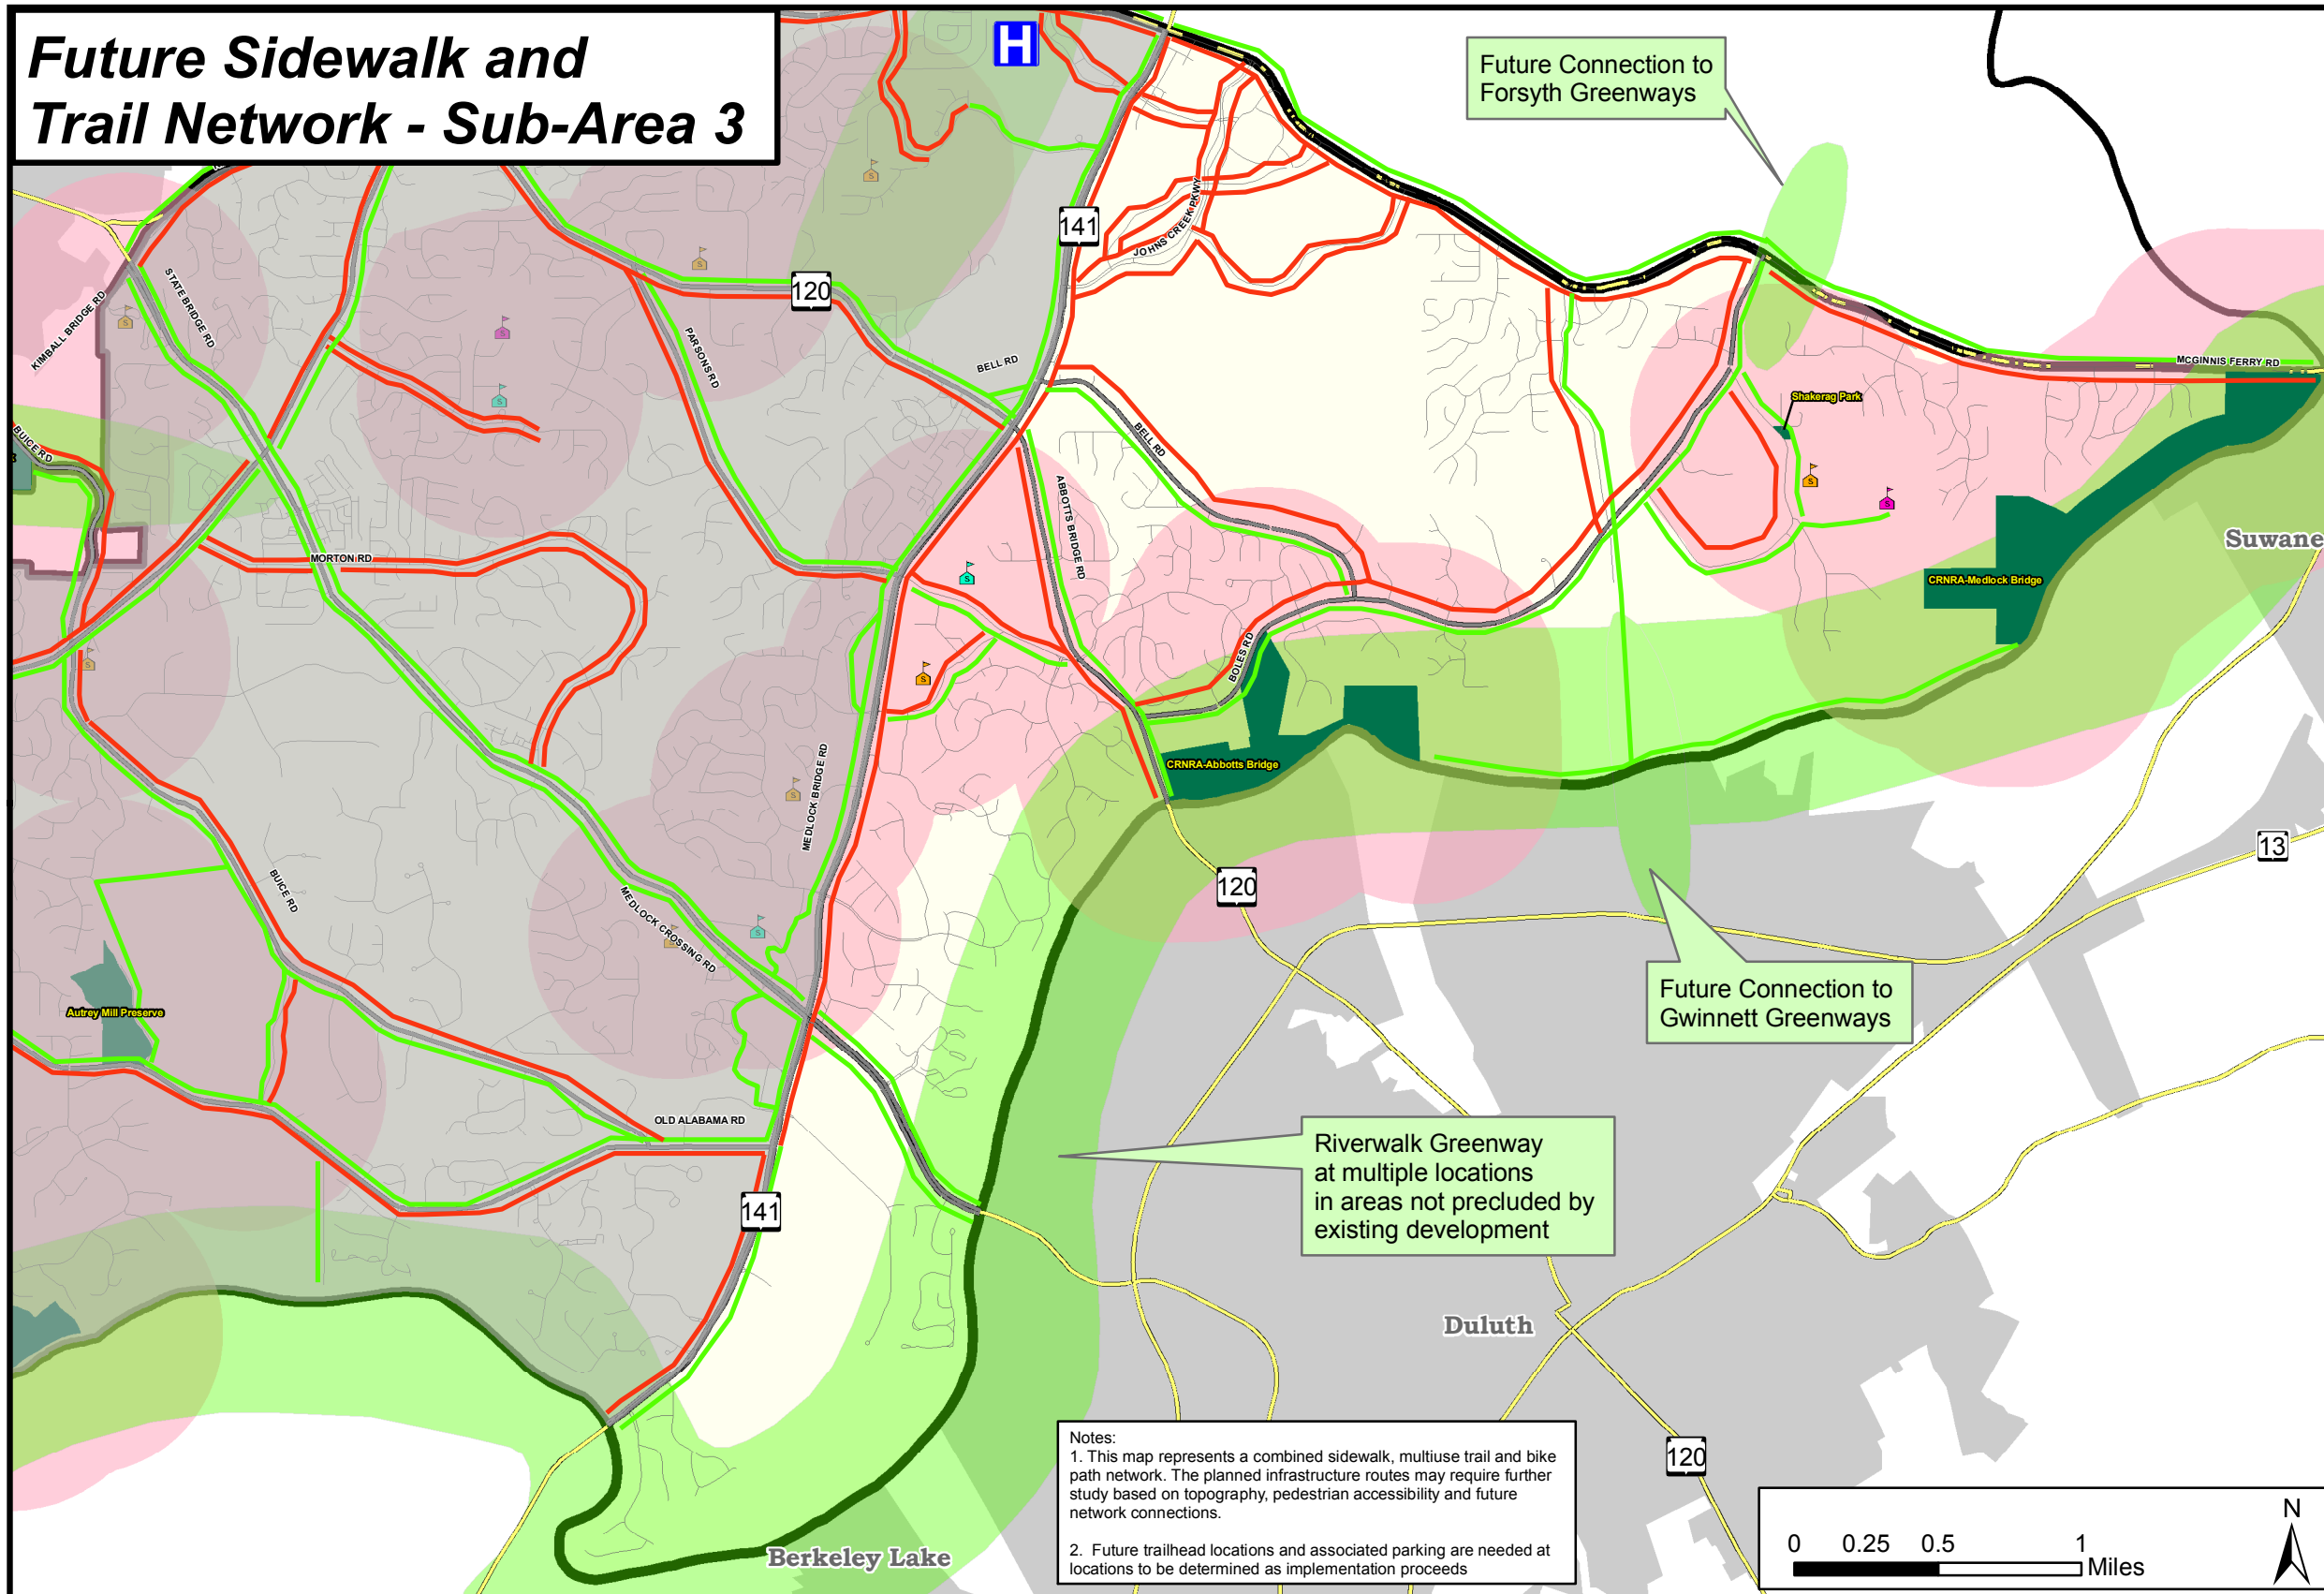 Future Sidewalk and
Trail Network - Sub-Area 3
H
Future Connection to
Forsyth Greenways
141
120
JOHNS CREEK PKWY
STATE BRIDGE RD
KIMBALL BRIDGE RD
PARSONS RD
BELL RD
BELL RD
MCGINNIS FERRY RD
Shakerag Park
BUICE RD
ABBOTTS BRIDGE RD
MORTON RD
Suwanee
CRNRA-Medlock Bridge
BOLES RD
CRNRA-Abbotts Bridge
MEDLOCK BRIDGE RD
120
13
BUICE RD
MEDLOCK CROSSING RD
Autrey Mill Preserve
Future Connection to
Gwinnett Greenways
OLD ALABAMA RD
Riverwalk Greenway
at multiple locations
in areas not precluded by
existing development
141
Duluth
Notes:
1. This map represents a combined sidewalk, multiuse trail and bike
path network. The planned infrastructure routes may require further
study based on topography, pedestrian accessibility and future
network connections.
2. Future trailhead locations and associated parking are needed at
locations to be determined as implementation proceeds
120
Berkeley Lake
N
0 0.25 0.5 1
Miles